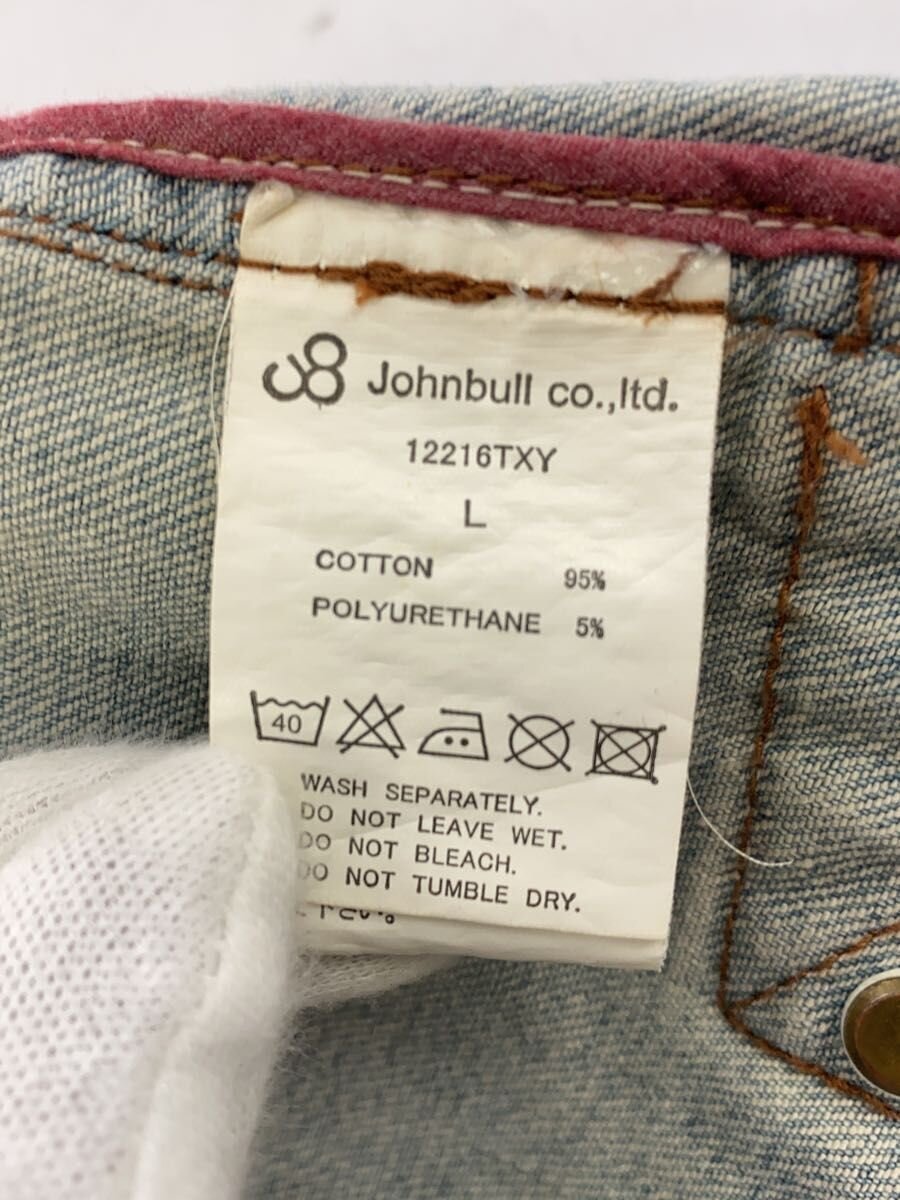 Johnbull co.,ltd.
12216TXY
L
COTTON 95%
POLYURETHANE 5%
40
WASH SEPARATELY.
DO NOT LEAVE WET.
DO NOT BLEACH.
DO NOT TUMBLE DRY.